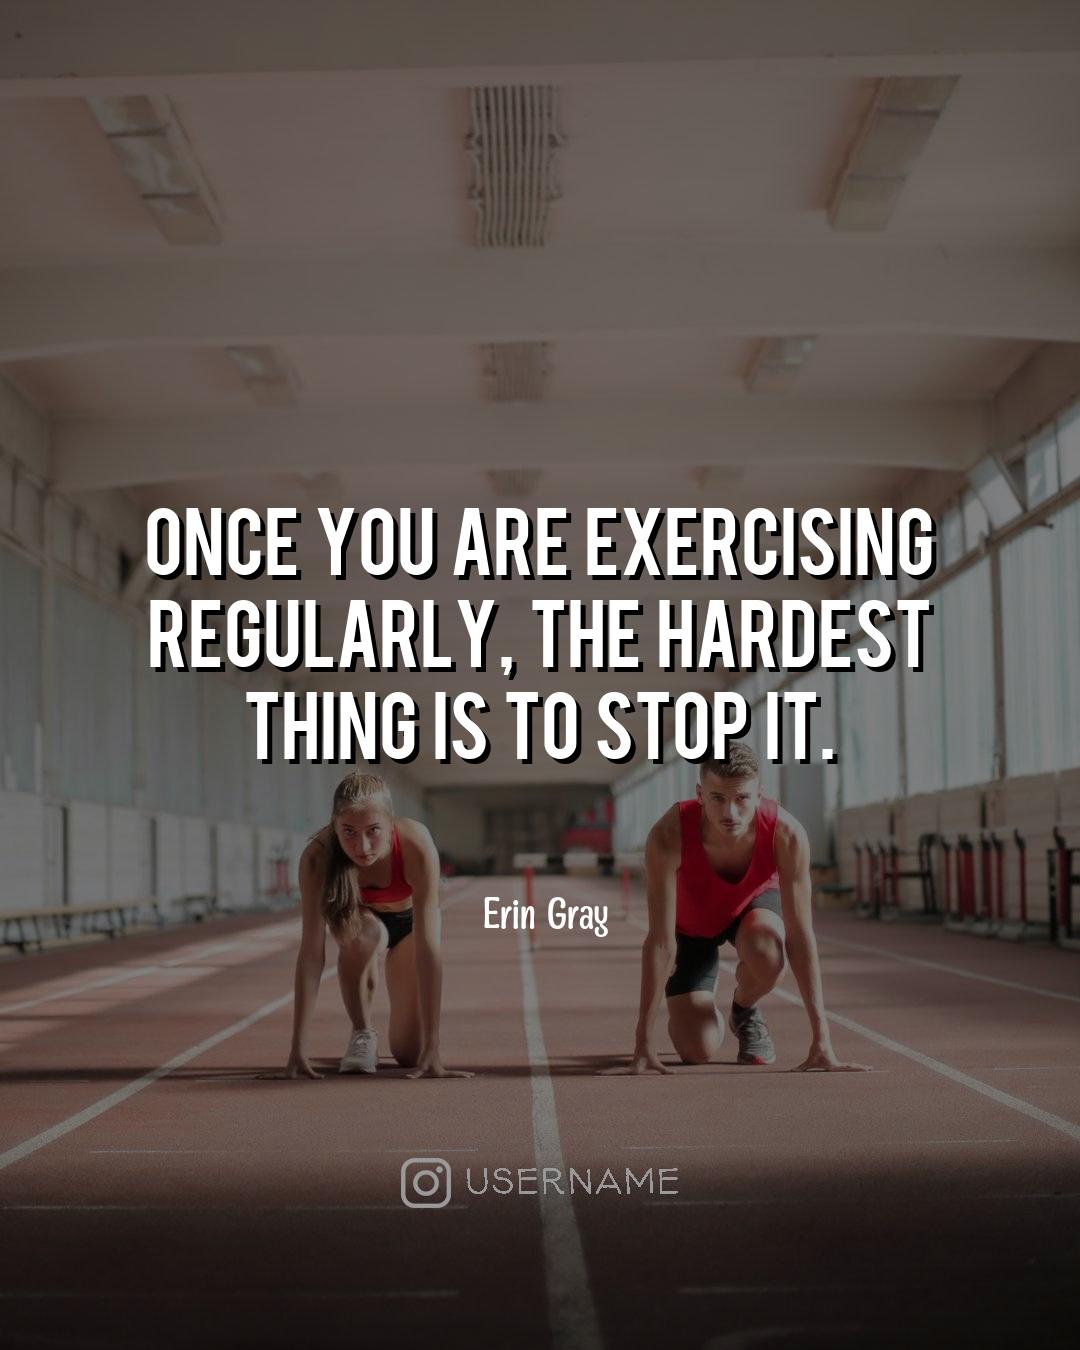 ONCE YOU ARE EXERCISING
REGULARLY, THE HARDEST
THING IS TO STOP IT.
Erin Gray
USERNAME